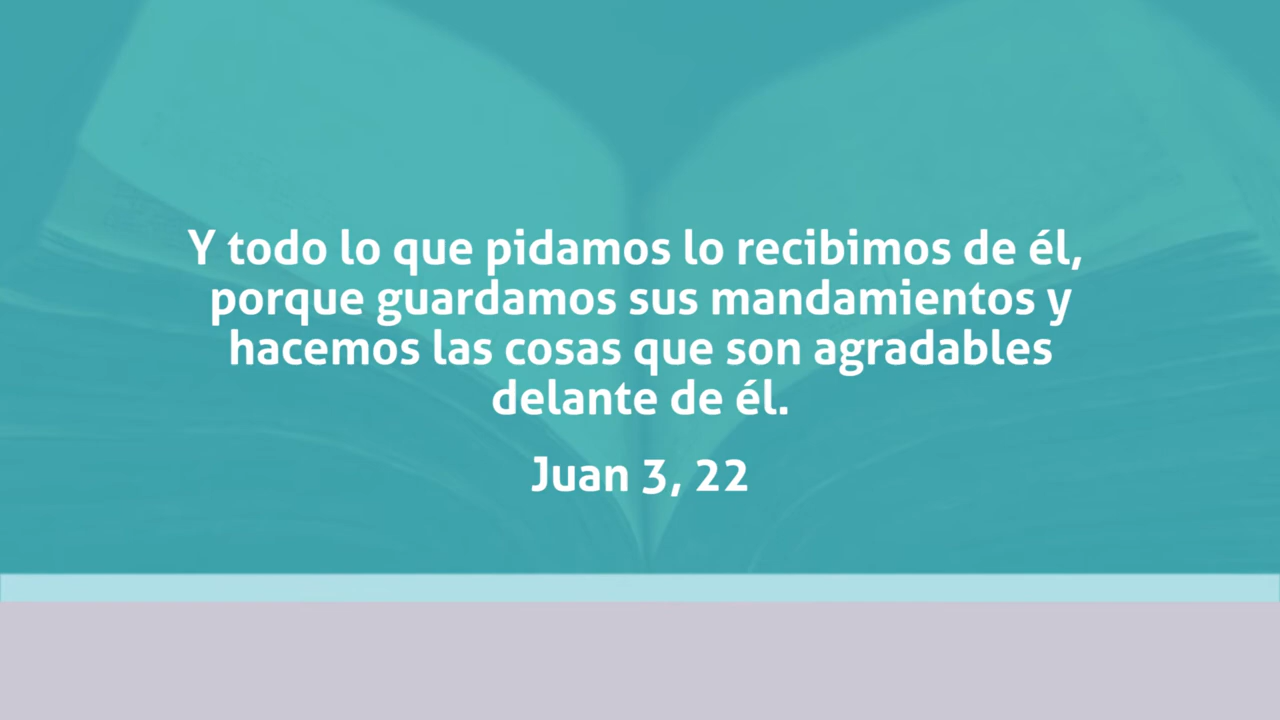 Y todo lo que pidamos lo recibimos de él,
porque guardamos sus mandamientos y
hacemos las cosas que son agradables
delante de él.
Juan 3, 22